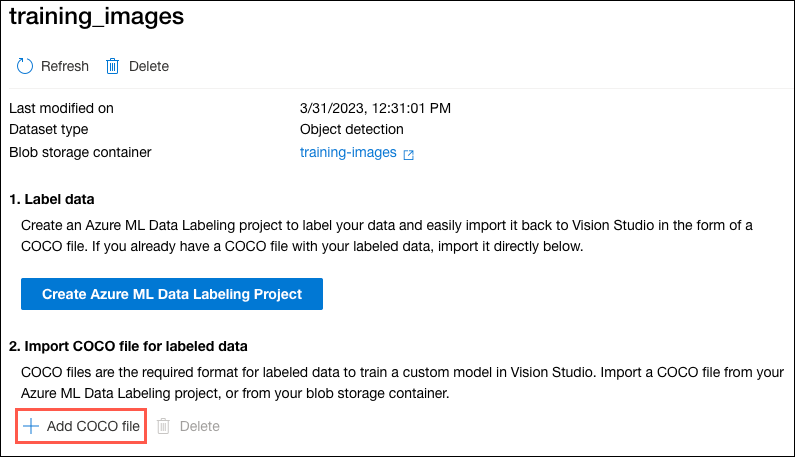 training_images
Refresh Delete
Last modified on 3/31/2023, 12:31:01 PM
Dataset type Object detection
Blob storage container training-images
1. Label data
Create an Azure ML Data Labeling project to label your data and easily import it back to Vision Studio in the form of a
COCO file. If you already have a COCO file with your labeled data, import it directly below.
Create Azure ML Data Labeling Project
2. Import COCO file for labeled data
COCO files are the required format for labeled data to train a custom model in Vision Studio. Import a COCO file from your
Azure ML Data Labeling project, or from your blob storage container.
Add COCO file Delete